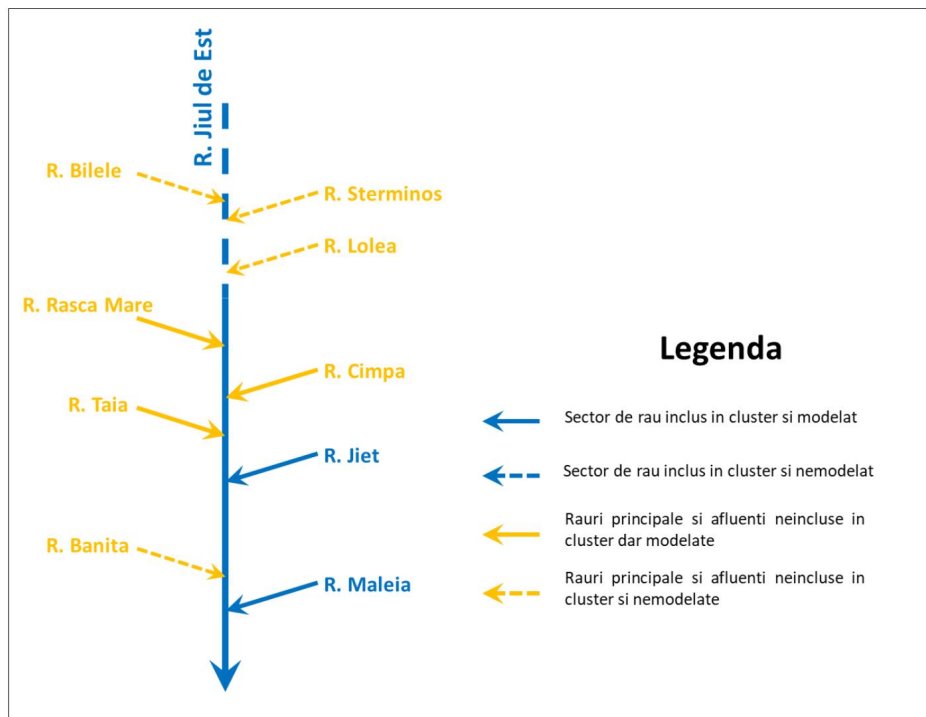 R. Jiul de Est
R. Bilele
R. Sterminos
R. Lolea
R. Rasca Mare
R. Cimpa
R. Taia
R. Jiet
R. Banita
R. Maleia
Legenda
Sector de rau inclus in cluster si modelat
Sector de rau inclus in cluster si nemodelat
Rauri principale si afluenti neincluse in
cluster dar modelate
Rauri principale si afluenti neincluse in
cluster si nemodelate